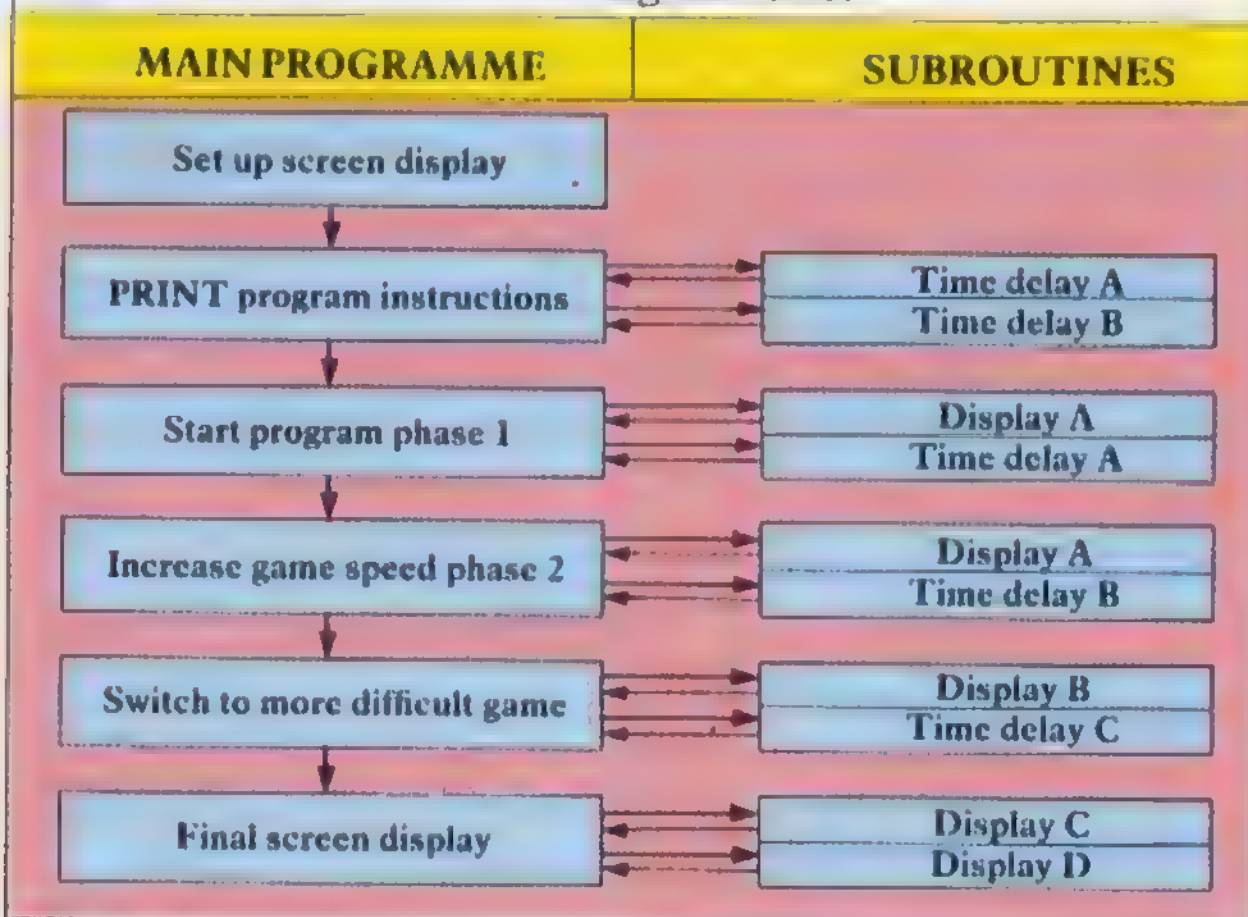 MAIN PROGRAMME
SUBROUTINES
Set up screen display
PRINT program instructions
Time delay A
Time delay B
Start program phase 1
Display A
Time delay A
Increase game speed phase 2
Display A
Time delay B
Switch to more difficult game
Display B
Time delay C
Final screen display
Display C
Display D